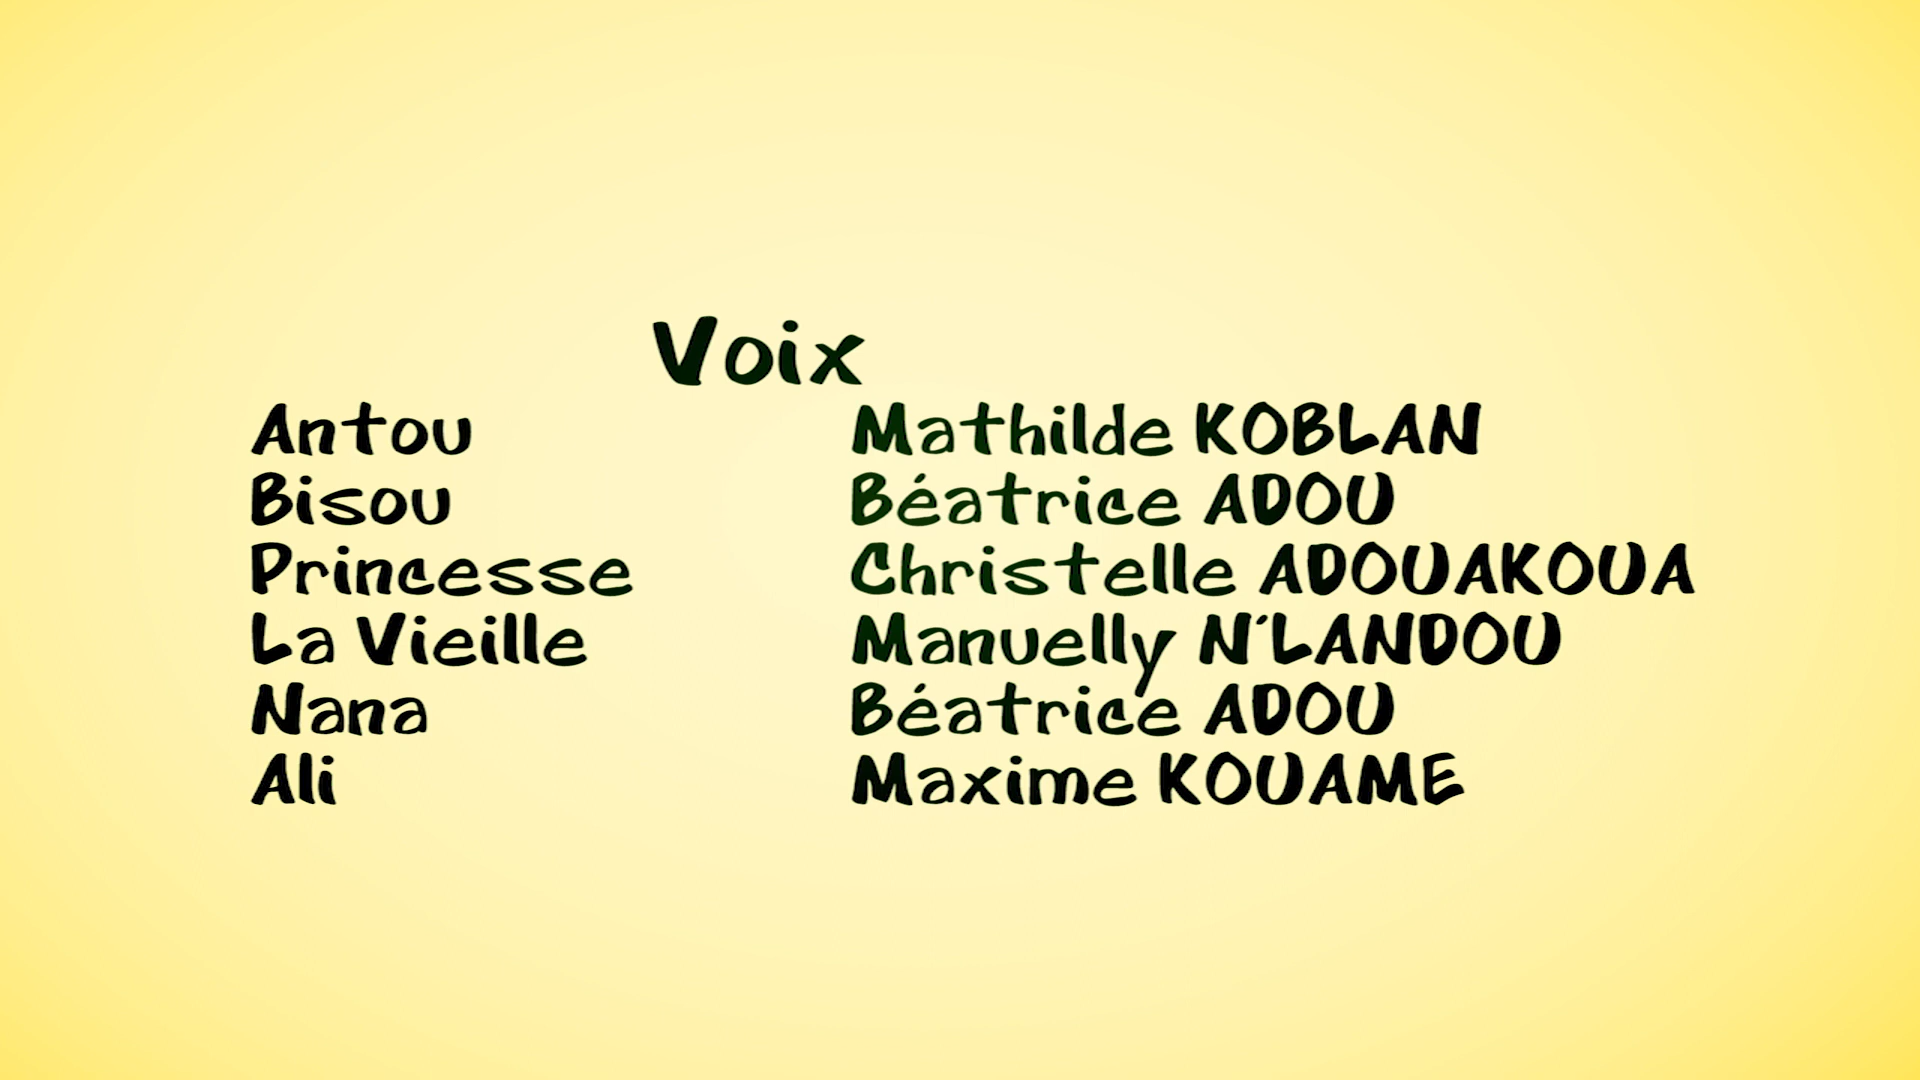 Voix
Antou Mathilde KOBLAN
Bisou Béatrice ADOU
Princesse Christelle ADOUAKOUA
La Vieille Manuelly N'LANDOU
Nana Béatrice ADOU
Ali Maxime KOUAME